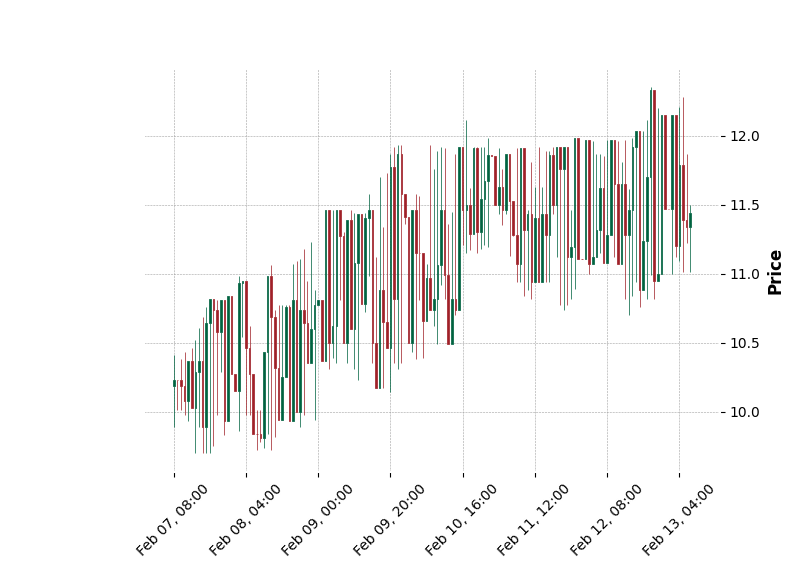 12.0
11.5
11.0
10.5
10.0
Price
Feb 07, 08:00
Feb 08, 04:00
Feb 09, 00:00
Feb 09, 20:00
Feb 10, 16:00
Feb 11, 12:00
Feb 12, 08:00
Feb 13, 04:00